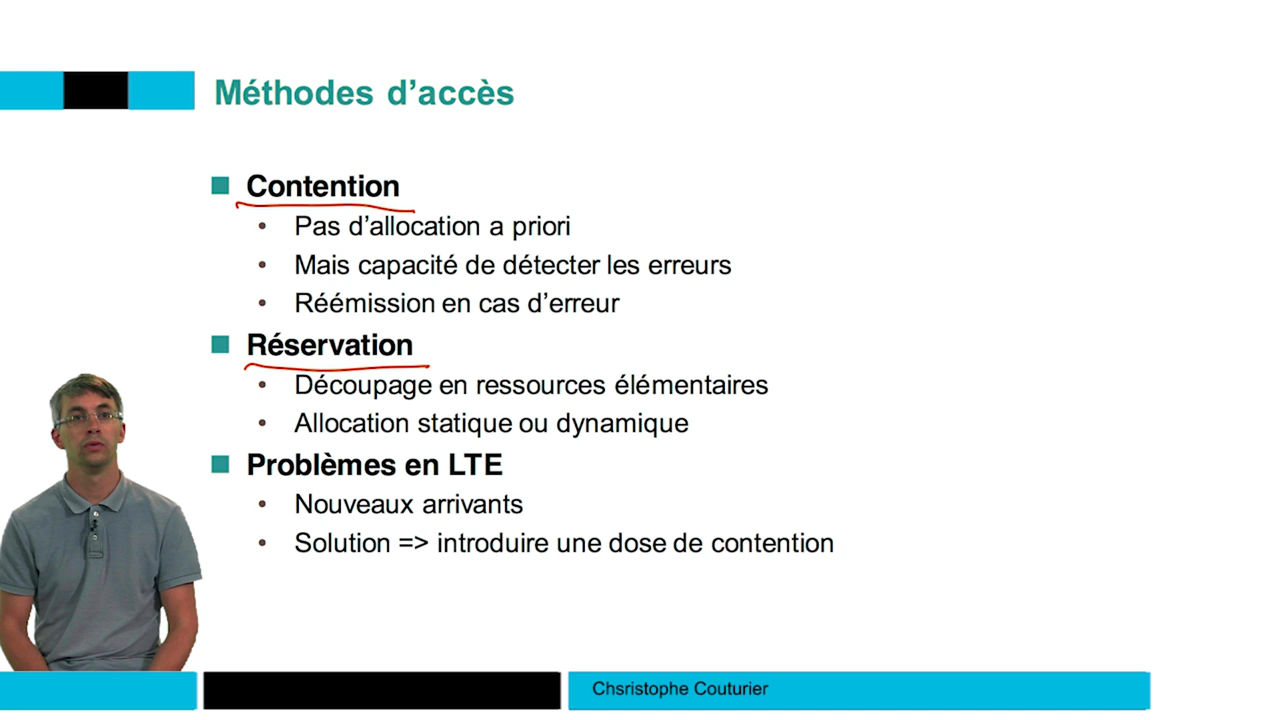 Méthodes d’accès
Contention
Pas d’allocation a priori
Mais capacité de détecter les erreurs
Réémission en cas d’erreur
Réservation
Découpage en ressources élémentaires
Allocation statique ou dynamique
Problèmes en LTE
Nouveaux arrivants
Solution => introduire une dose de contention
Chsristophe Couturier